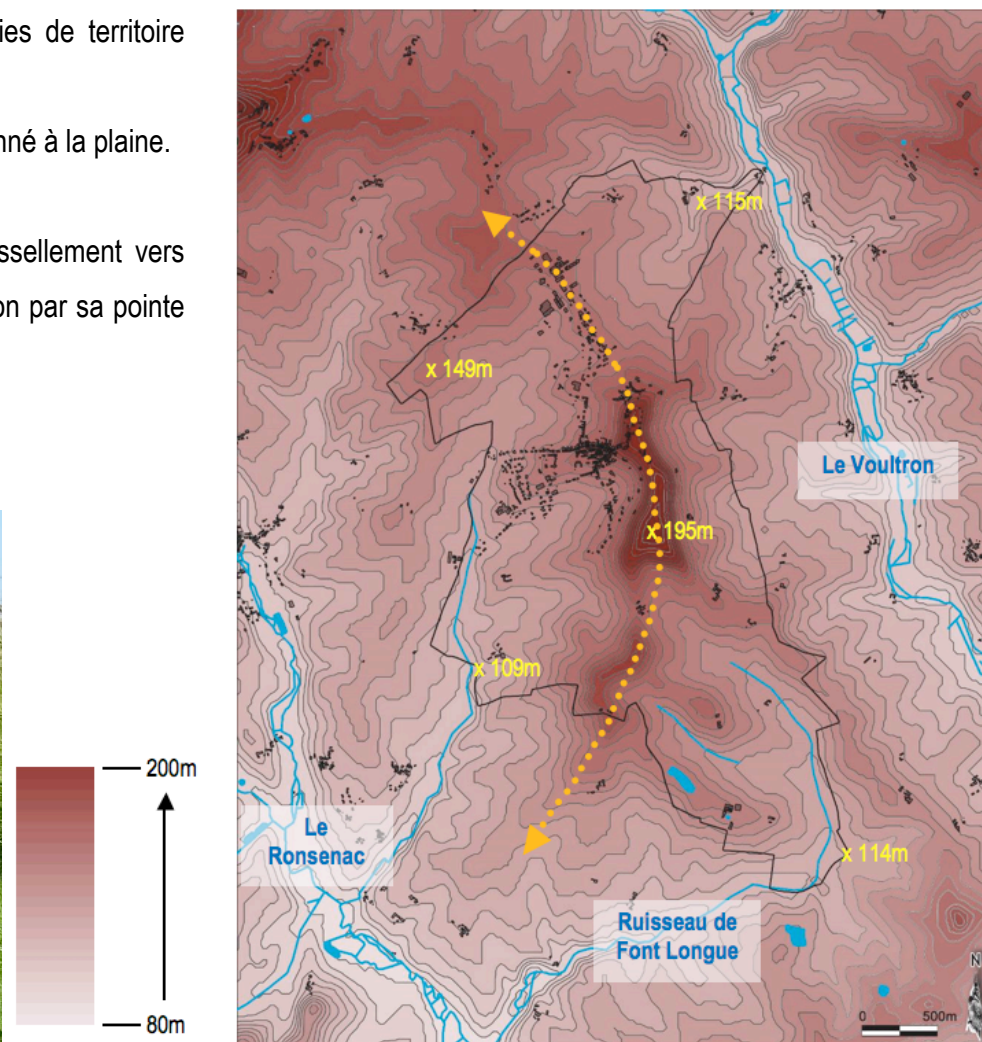 ies de territoire
nné à la plaine.
ssellement vers
on par sa pointe
x 115m
x 149m
Le Voultron
x 195m
x 109m
200m
80m
Le
Ronsenac
x 114m
Ruisseau de
Font Longue
N
0 500m